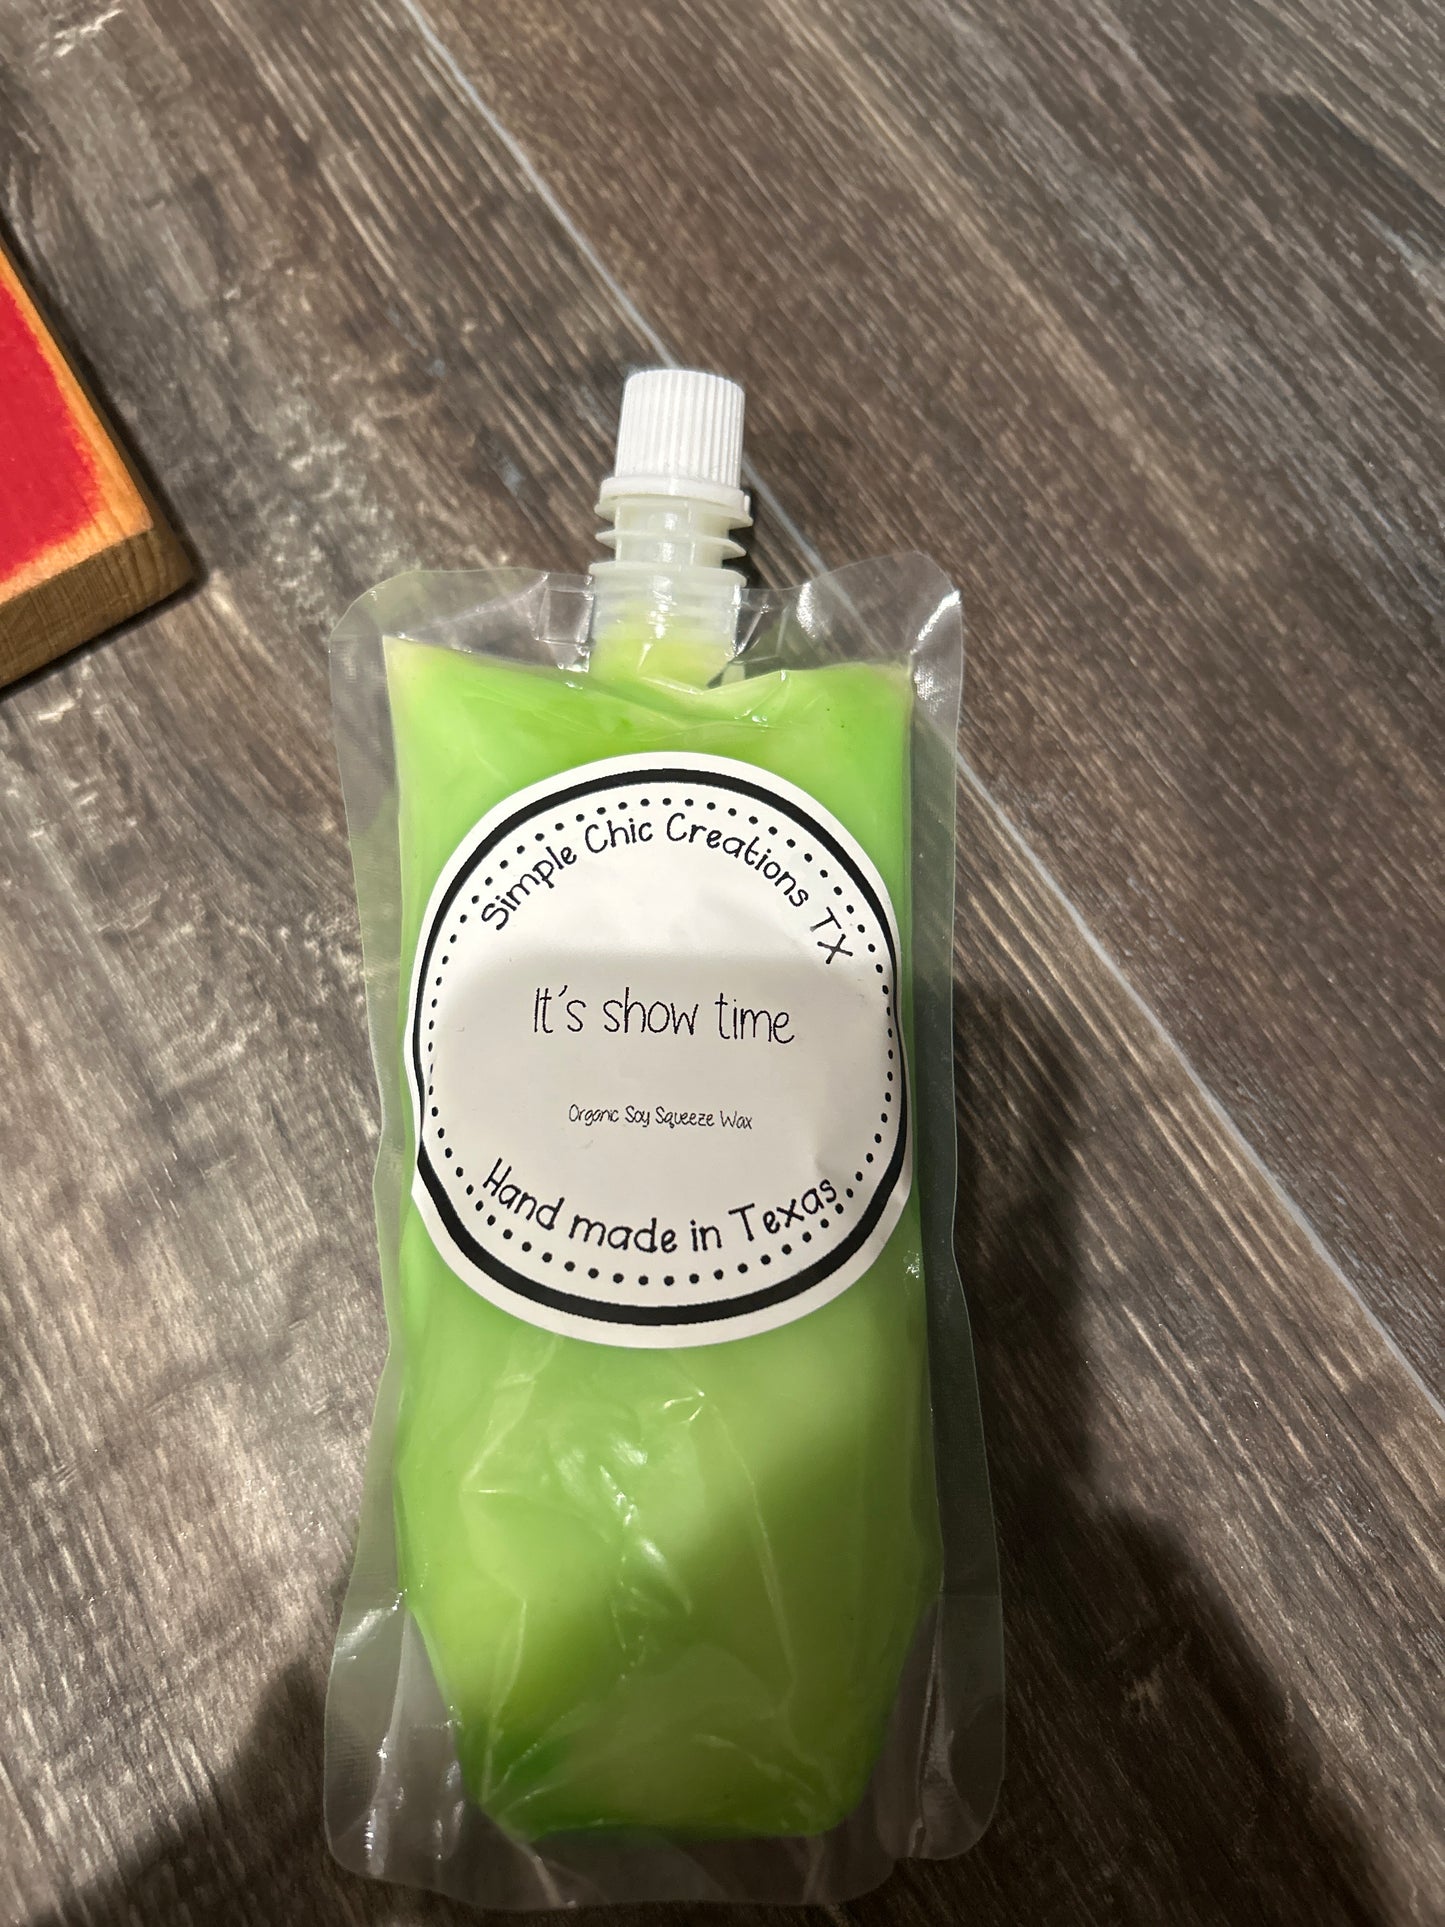 Simple Chic Creations TX
It's show time
Organic Soy Squeeze Wax
Hand made in Texas